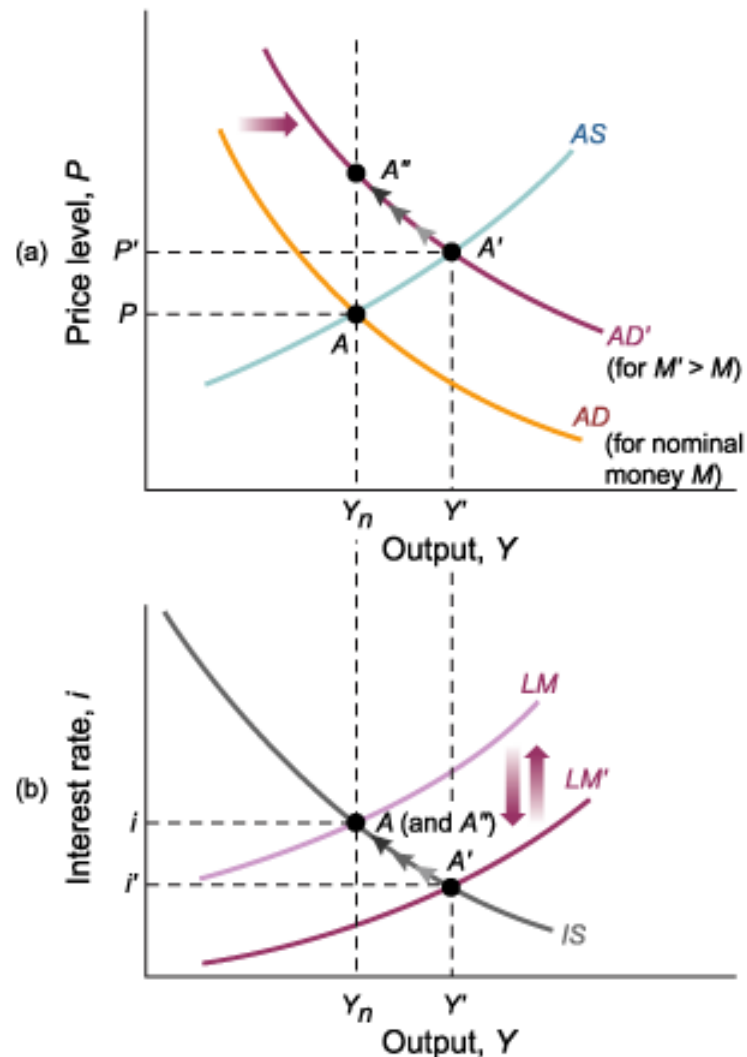 (a)
Price level, P
P'
P
A"
A'
A
AS
AD'
(for M' > M)
AD
(for nominal
money M)
Yn Y'
Output, Y
(b)
Interest rate, i
i
i'
LM
LM'
A (and A")
A'
IS
Yn Y'
Output, Y